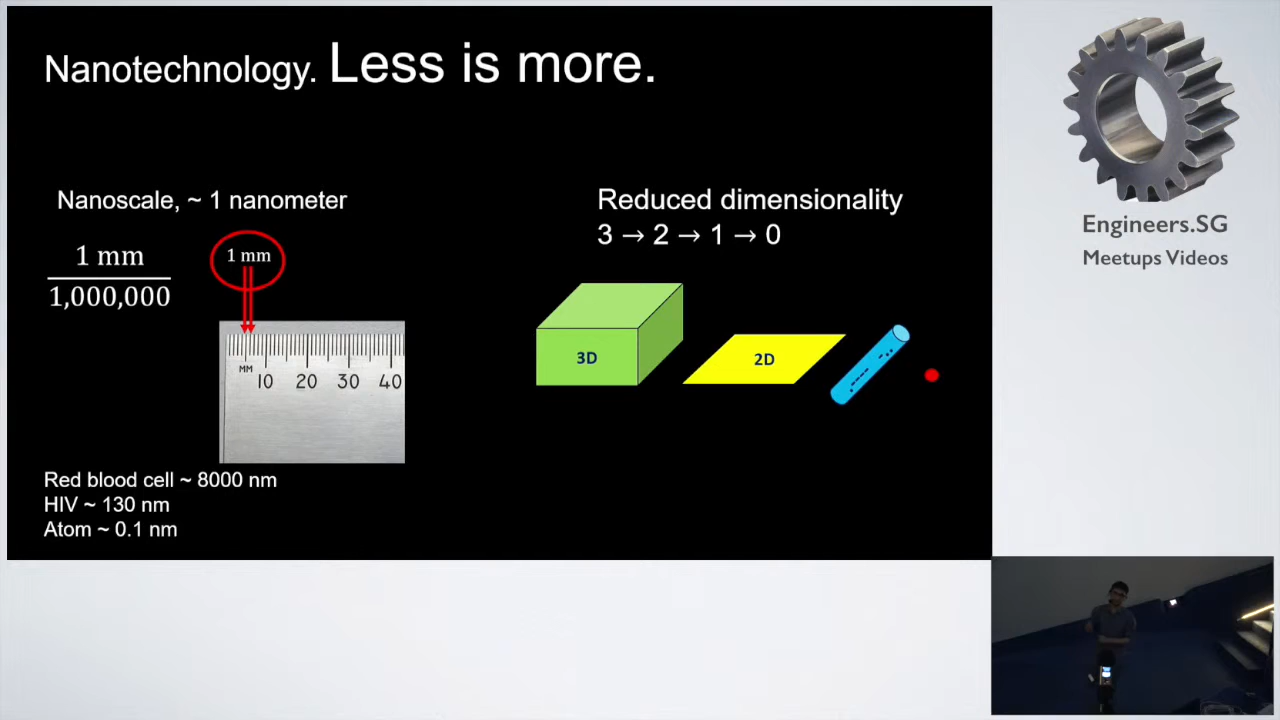 Nanotechnology. Less is more.
Nanoscale, ~ 1 nanometer
1 mm
1,000,000
1 mm
MM
10 20 30 40
Red blood cell ~ 8000 nm
HIV ~ 130 nm
Atom ~ 0.1 nm
Reduced dimensionality
3 → 2 → 1 → 0
3D
2D
Engineers.SG
Meetups Videos